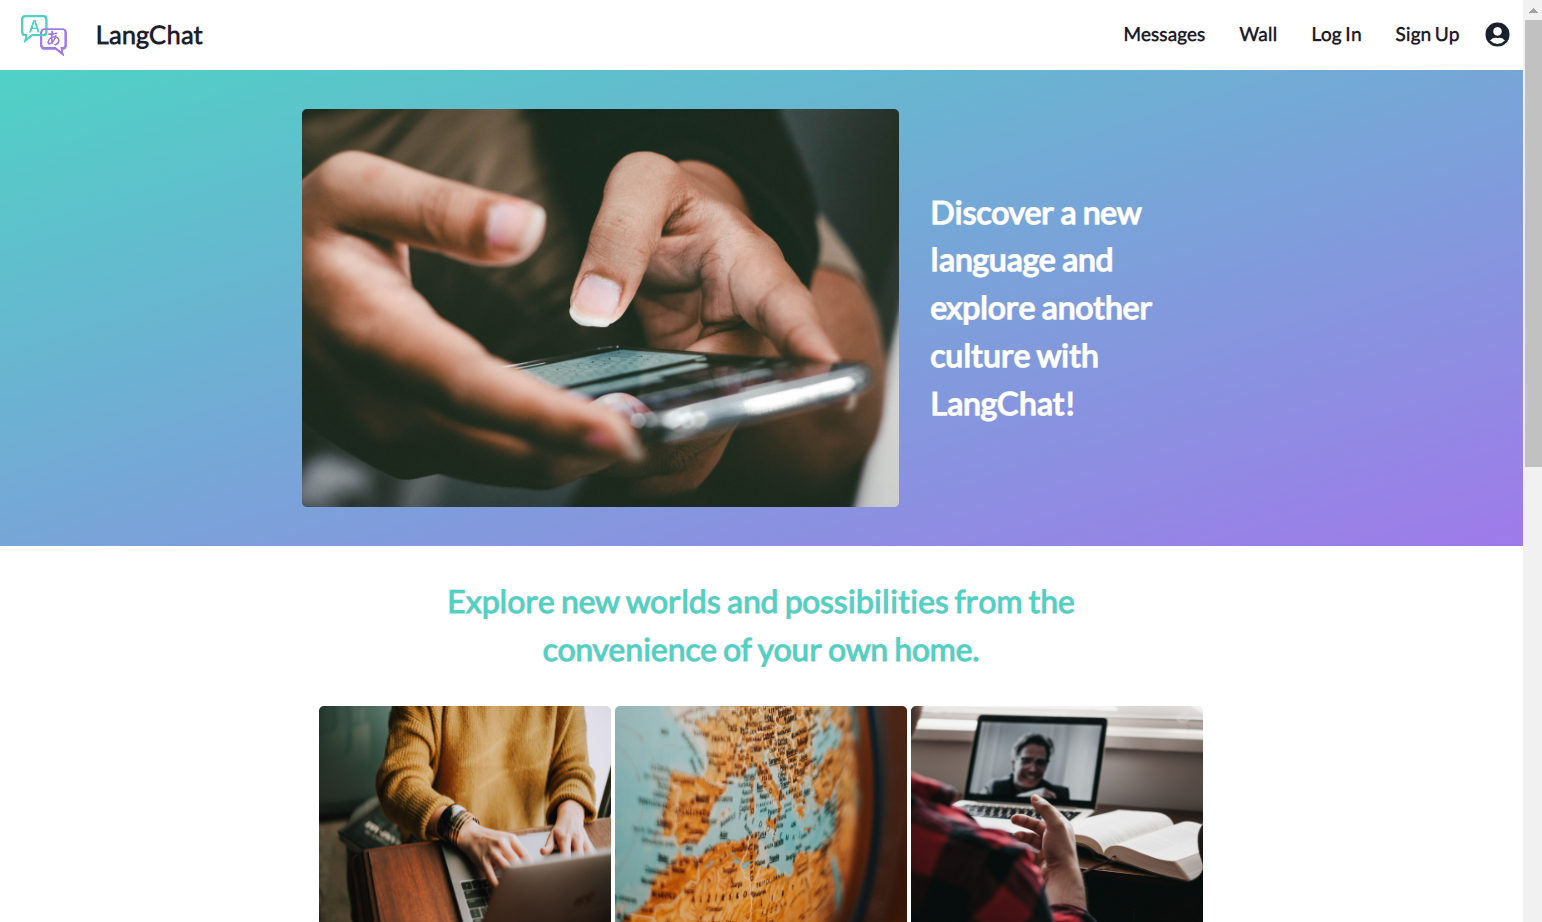 A
あ
LangChat
Messages Wall Log In Sign Up
Discover a new
language and
explore another
culture with
LangChat!
Explore new worlds and possibilities from the
convenience of your own home.